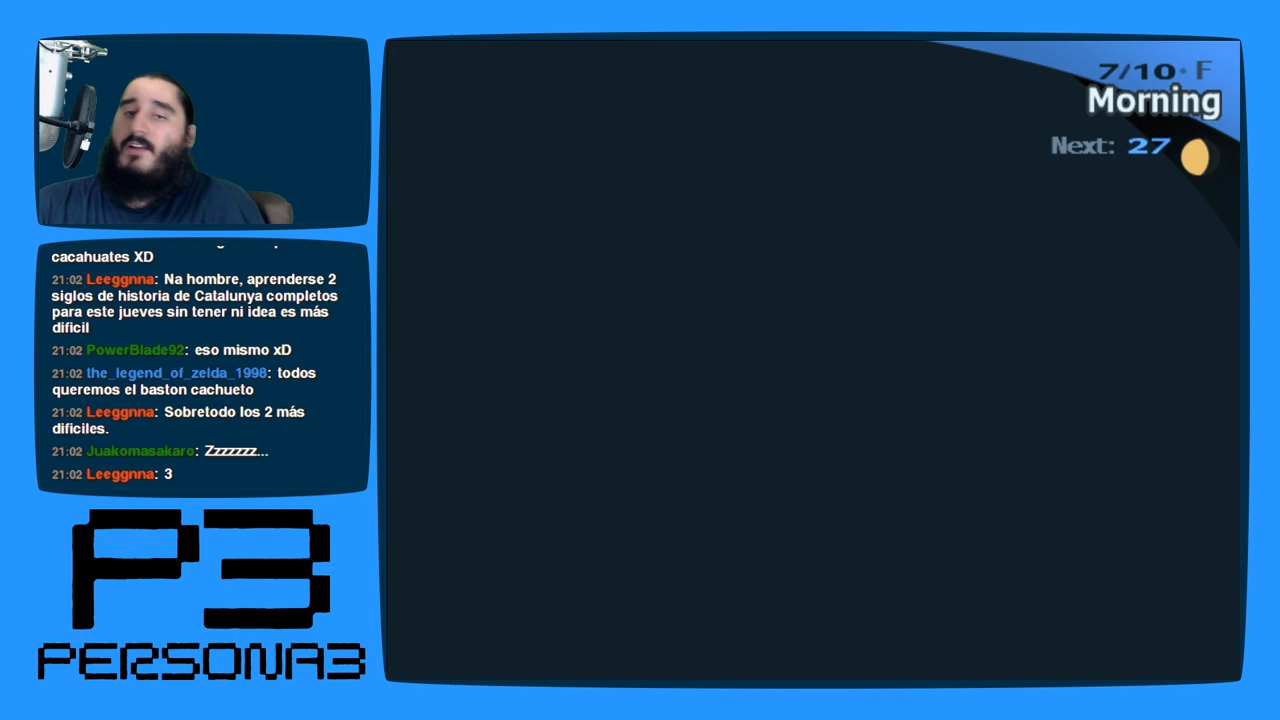 7/10· F
Morning
Next: 27
cacahuates XD
21:02 Leeggnna: Na hombre, aprenderse 2
siglos de historia de Catalunya completos
para este jueves sin tener ni idea es más
dificil
21:02 PowerBlade92: eso mismo xD
21:02 the_legend_of_zelda_1998: todos
queremos el baston cachueto
21:02 Leeggnna: Sobretodo los 2 más
dificiles.
21:02 Juakomasakaro: Zzzzzzz...
21:02 Leeggnna: 3
P3
PERSONA3